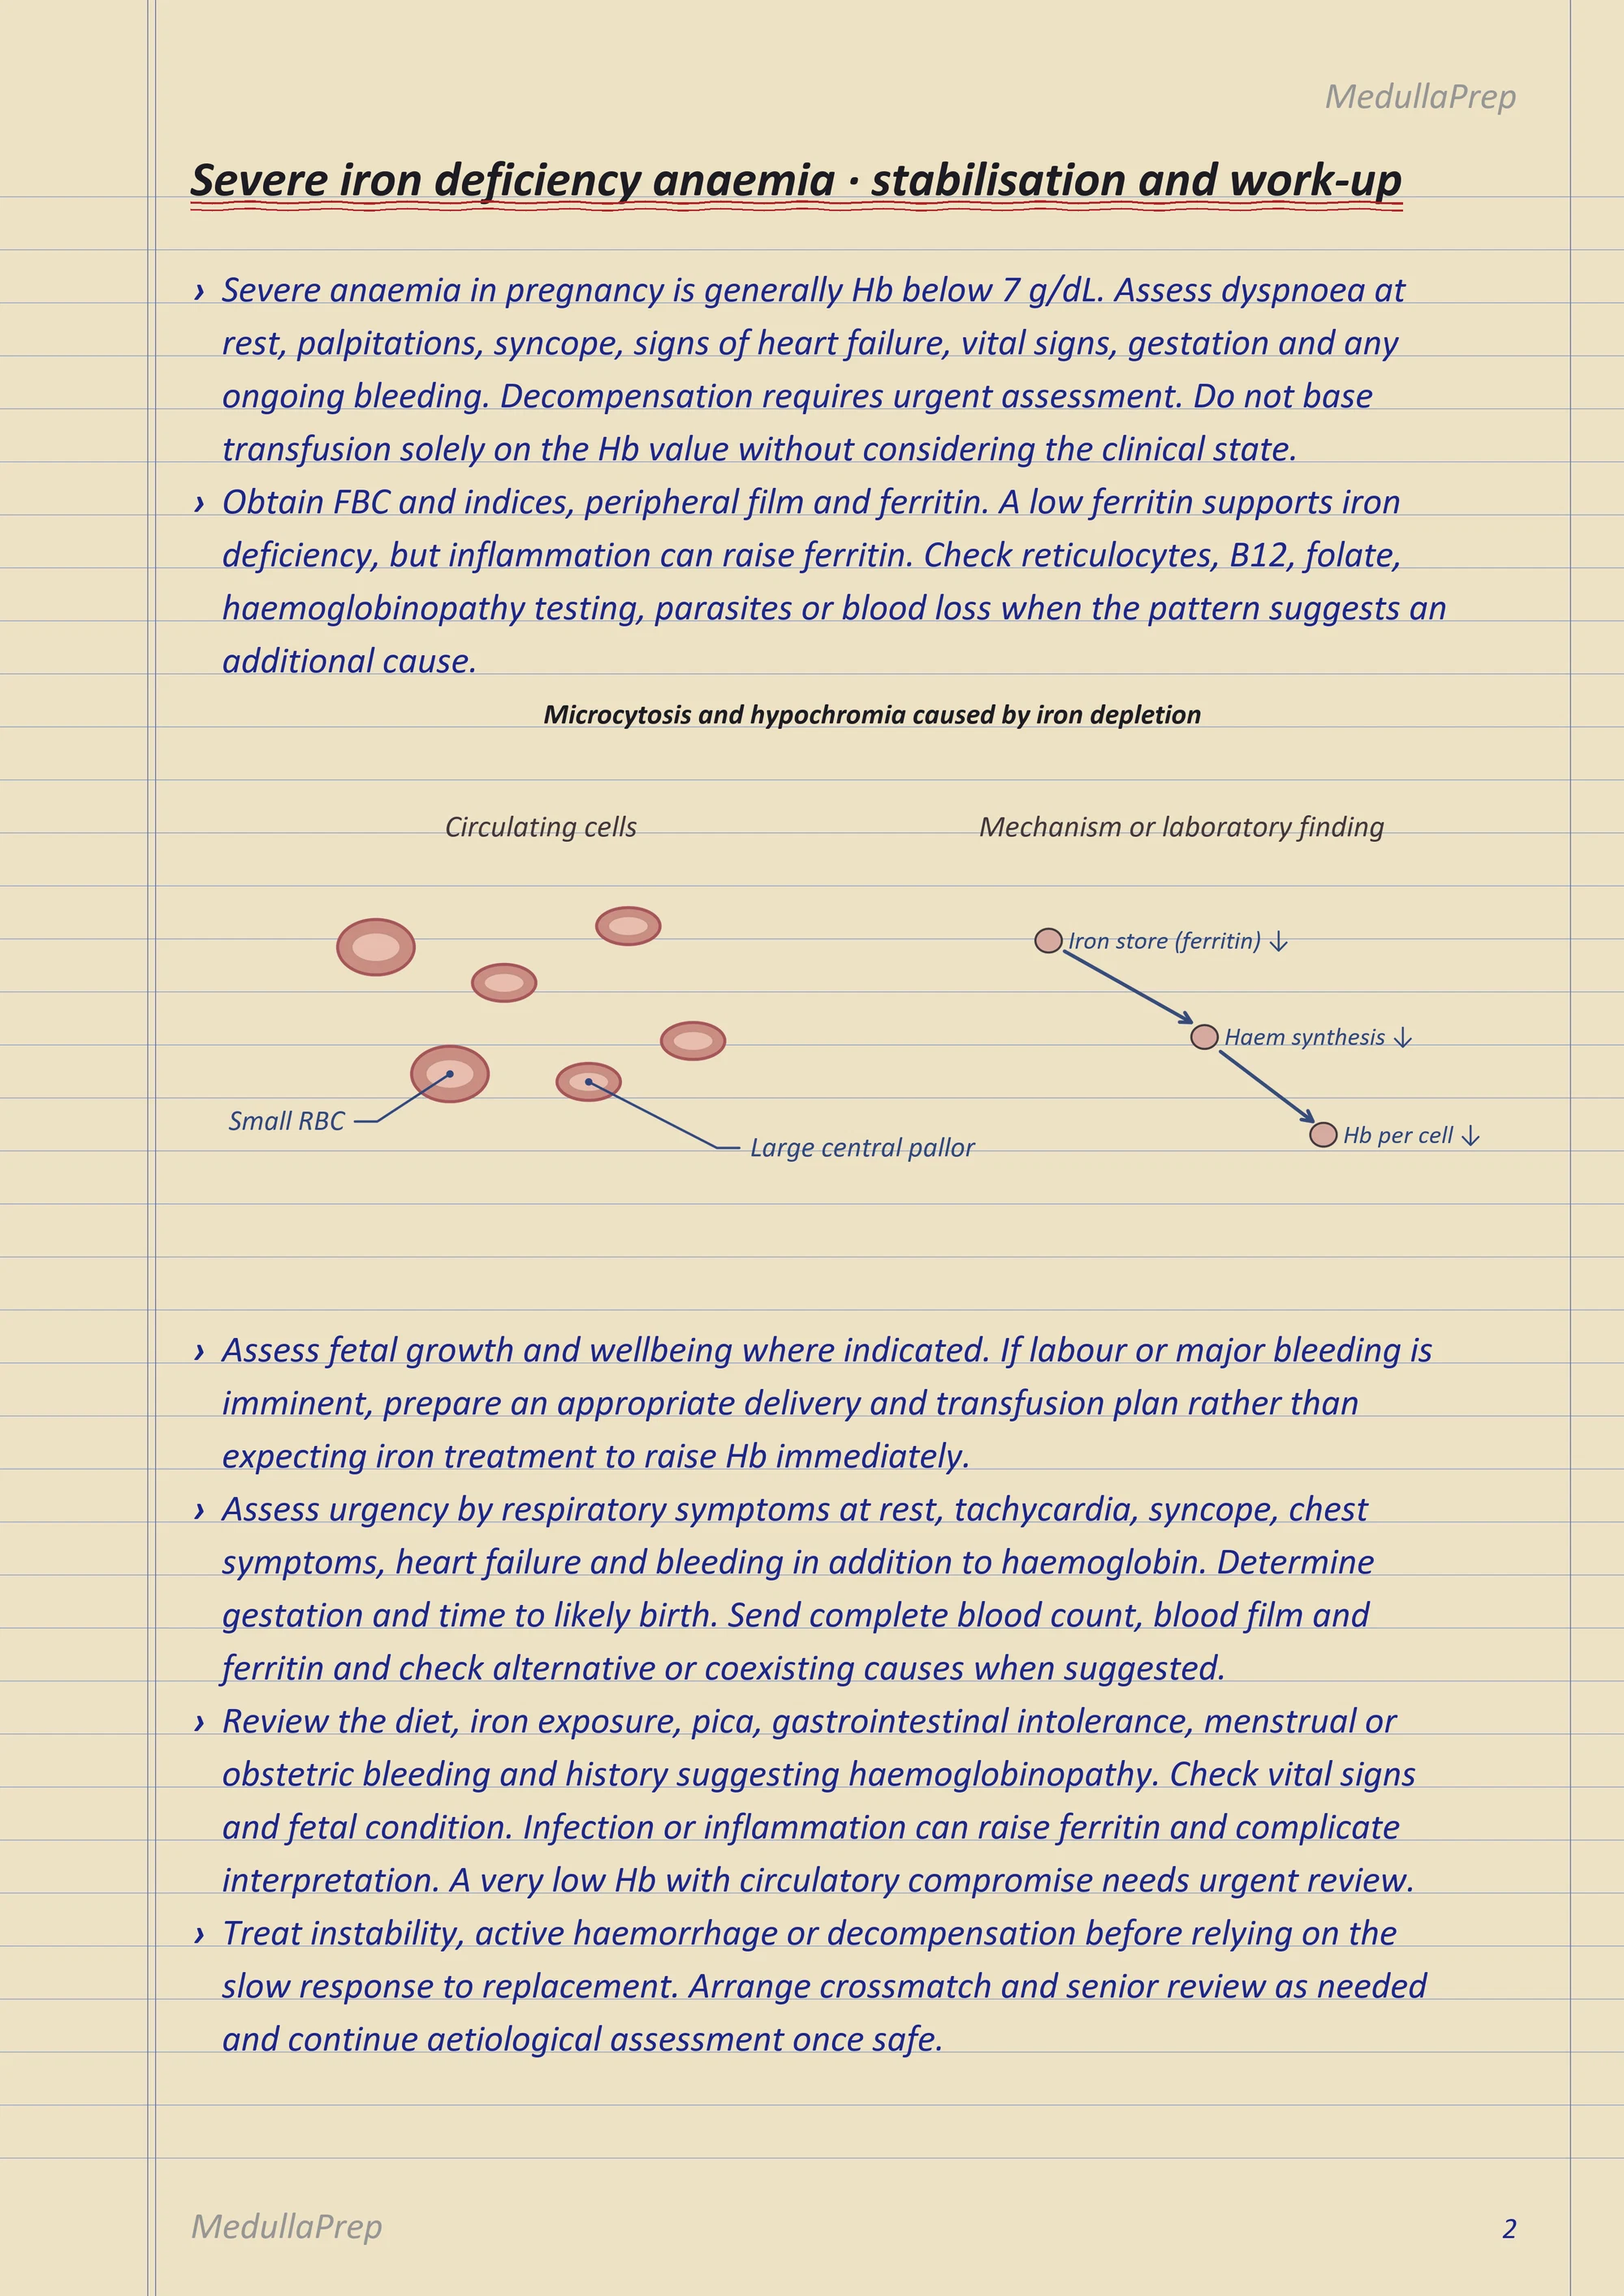 MedullaPrep
Severe iron deficiency anaemia · stabilisation and work-up
› Severe anaemia in pregnancy is generally Hb below 7 g/dL. Assess dyspnoea at
rest, palpitations, syncope, signs of heart failure, vital signs, gestation and any
ongoing bleeding. Decompensation requires urgent assessment. Do not base
transfusion solely on the Hb value without considering the clinical state.
› Obtain FBC and indices, peripheral film and ferritin. A low ferritin supports iron
deficiency, but inflammation can raise ferritin. Check reticulocytes, B12, folate,
haemoglobinopathy testing, parasites or blood loss when the pattern suggests an
additional cause.
Microcytosis and hypochromia caused by iron depletion
Circulating cells
Mechanism or laboratory finding
Iron store (ferritin) ↓
Haem synthesis ↓
Hb per cell ↓
Small RBC
Large central pallor
› Assess fetal growth and wellbeing where indicated. If labour or major bleeding is
imminent, prepare an appropriate delivery and transfusion plan rather than
expecting iron treatment to raise Hb immediately.
› Assess urgency by respiratory symptoms at rest, tachycardia, syncope, chest
symptoms, heart failure and bleeding in addition to haemoglobin. Determine
gestation and time to likely birth. Send complete blood count, blood film and
ferritin and check alternative or coexisting causes when suggested.
› Review the diet, iron exposure, pica, gastrointestinal intolerance, menstrual or
obstetric bleeding and history suggesting haemoglobinopathy. Check vital signs
and fetal condition. Infection or inflammation can raise ferritin and complicate
interpretation. A very low Hb with circulatory compromise needs urgent review.
› Treat instability, active haemorrhage or decompensation before relying on the
slow response to replacement. Arrange crossmatch and senior review as needed
and continue aetiological assessment once safe.
MedullaPrep
2